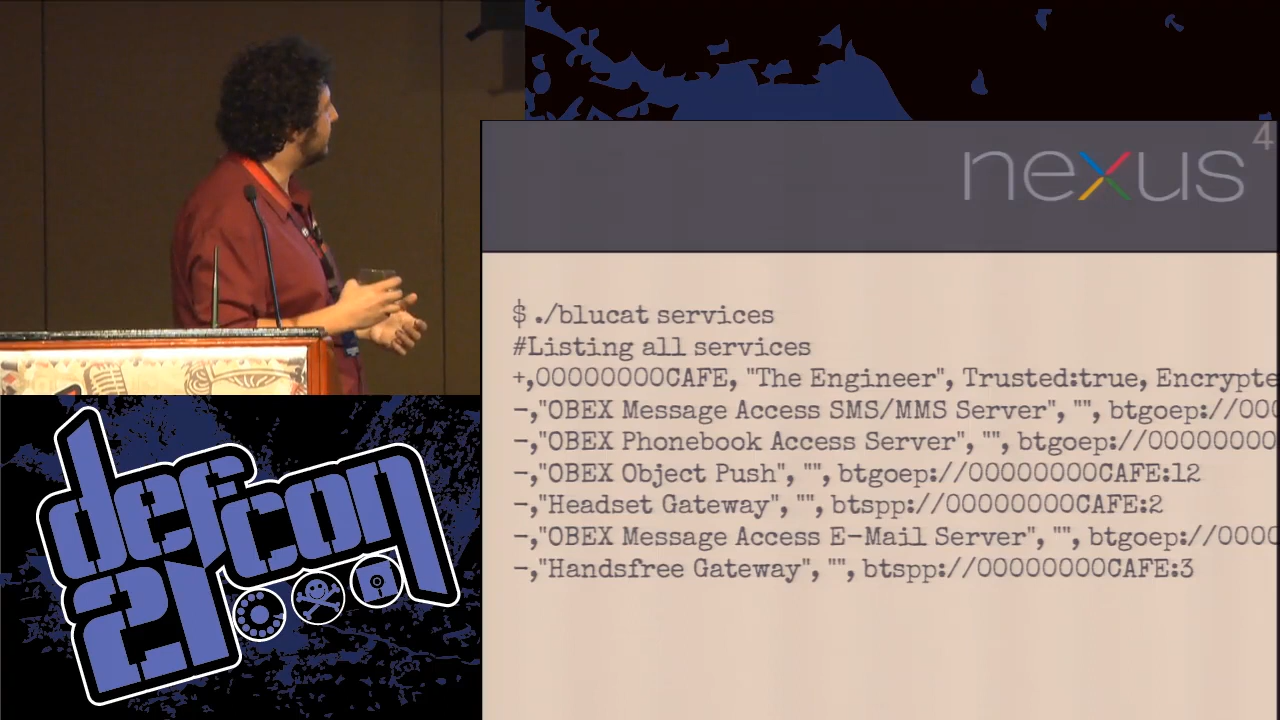 4
nexus
$ ./blucat services
#Listing all services
+,00000000CAFE, "The Engineer", Trusted:true, Encrypte
-,"OBEX Message Access SMS/MMS Server", "", btgoep://000
-,"OBEX Phonebook Access Server", "", btgoep://00000000
-,"OBEX Object Push", "", btgoep://00000000CAFE:12
-,"Headset Gateway", "", btspp://00000000CAFE:2
-,"OBEX Message Access E-Mail Server", "", btgoep://0000
-,"Handsfree Gateway", "", btspp://00000000CAFE:3
defcon
21